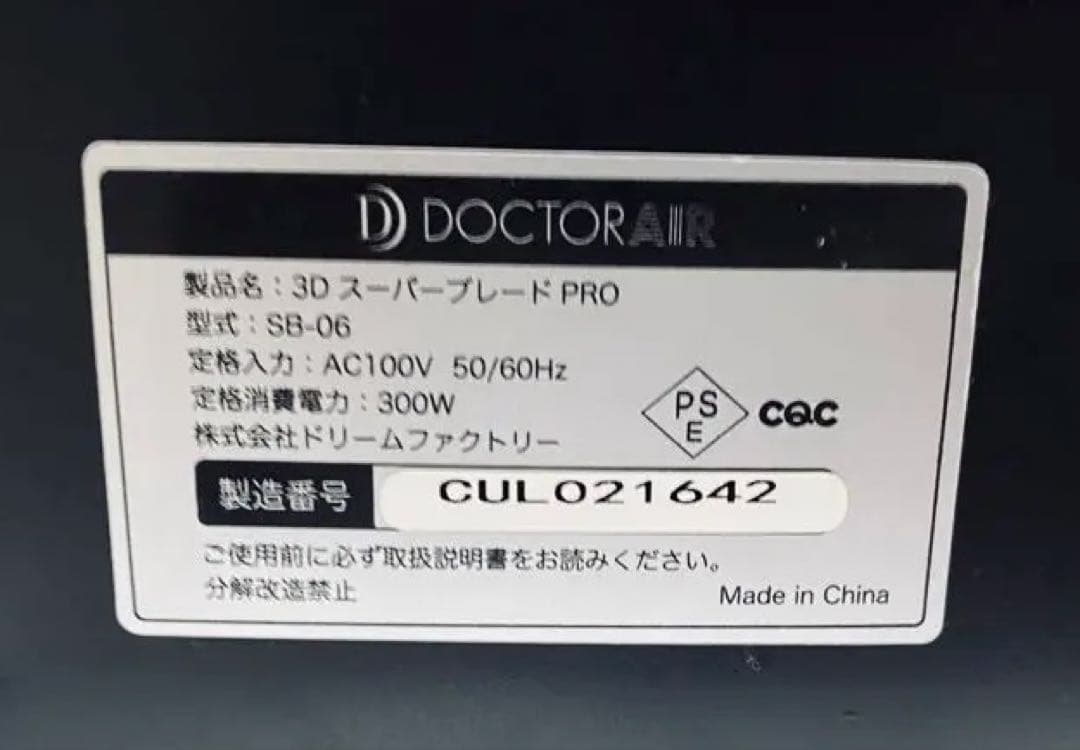 DOCTORAIR
製品名：3D スーパーブレード PRO
型式：SB-06
定格入力：AC100V 50/60Hz
定格消費電力：300W
株式会社ドリームファクトリー
PS
E
CQC
製造番号 CUL021642
ご使用前に必ず取扱説明書をお読みください。
分解改造禁止
Made in China